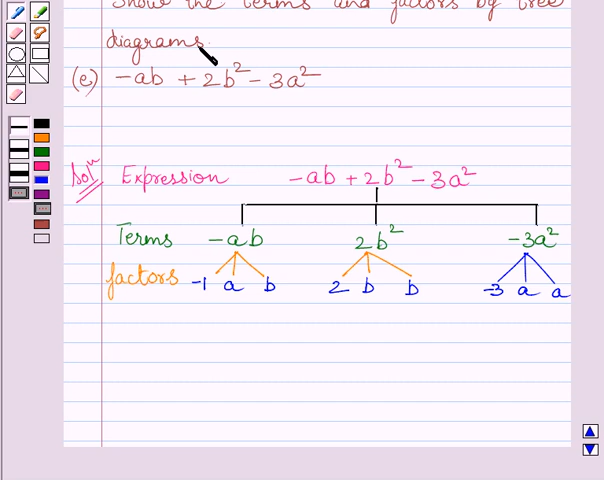 Show the terms and factors by tree
diagrams
(e) -ab + 2b² - 3a²
Solⁿ Expression -ab + 2b² - 3a²
Terms -ab 2b² -3a²
factors -1 a b 2 b b -3 a a